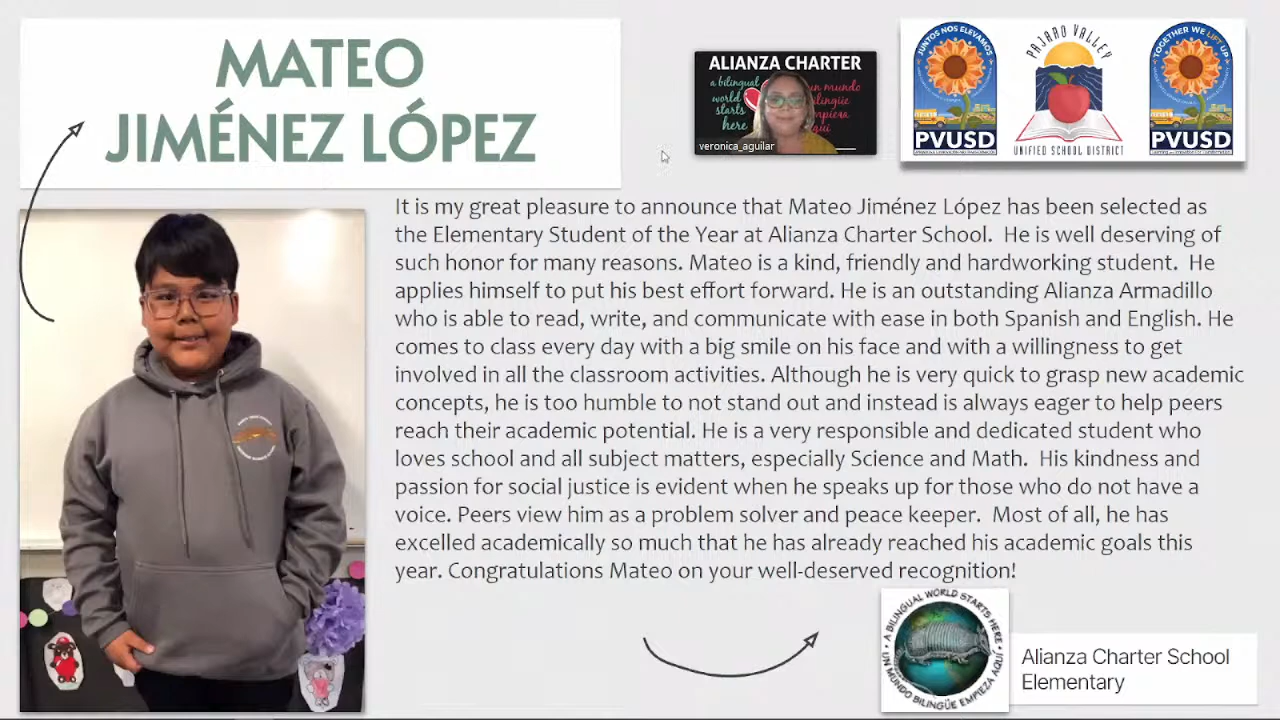 MATEO
JIMÉNEZ LÓPEZ
ALIANZA CHARTER
a bilingual
world
starts
here
un mundo
bilingüe
empieza
aquí
veronica_aguilar
JUNTOS NOS ELEVAMOS
PVUSD
PAJARO VALLEY
UNIFIED SCHOOL DISTRICT
TOGETHER WE LIFT UP
PVUSD
It is my great pleasure to announce that Mateo Jiménez López has been selected as
the Elementary Student of the Year at Alianza Charter School.  He is well deserving of
such honor for many reasons. Mateo is a kind, friendly and hardworking student.  He
applies himself to put his best effort forward. He is an outstanding Alianza Armadillo
who is able to read, write, and communicate with ease in both Spanish and English. He
comes to class every day with a big smile on his face and with a willingness to get
involved in all the classroom activities. Although he is very quick to grasp new academic
concepts, he is too humble to not stand out and instead is always eager to help peers
reach their academic potential. He is a very responsible and dedicated student who
loves school and all subject matters, especially Science and Math.  His kindness and
passion for social justice is evident when he speaks up for those who do not have a
voice. Peers view him as a problem solver and peace keeper.  Most of all, he has
excelled academically so much that he has already reached his academic goals this
year. Congratulations Mateo on your well-deserved recognition!
• A BILINGUAL WORLD STARTS HERE •
UN MUNDO BILINGÜE EMPIEZA AQUÍ
Alianza Charter School
Elementary